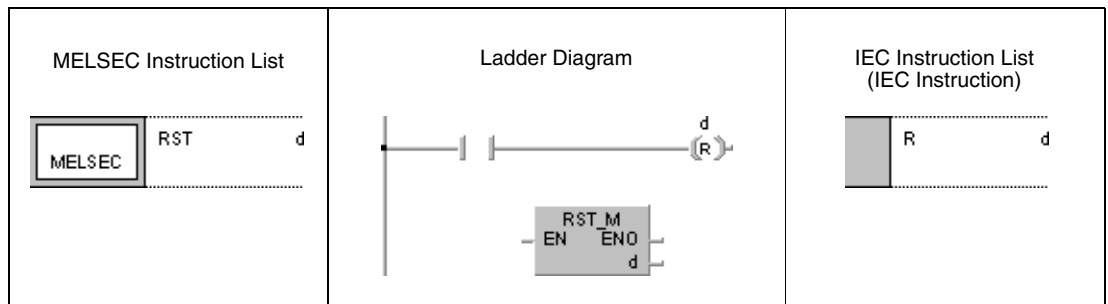 MELSEC Instruction List
MELSEC
RST d
Ladder Diagram
d
R
RST_M
EN ENO
d
IEC Instruction List
(IEC Instruction)
R d